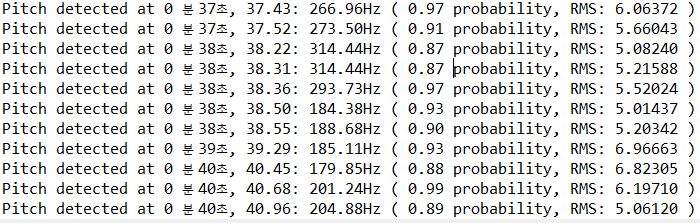 Pitch detected at 0 분 37초, 37.43: 266.96Hz ( 0.97 probability, RMS: 6.06372 )
Pitch detected at 0 분 37초, 37.52: 273.50Hz ( 0.91 probability, RMS: 5.66043 )
Pitch detected at 0 분 38초, 38.22: 314.44Hz ( 0.87 probability, RMS: 5.08240 )
Pitch detected at 0 분 38초, 38.31: 314.44Hz ( 0.87 probability, RMS: 5.21588 )
Pitch detected at 0 분 38초, 38.36: 293.73Hz ( 0.97 probability, RMS: 5.52024 )
Pitch detected at 0 분 38초, 38.50: 184.38Hz ( 0.93 probability, RMS: 5.01437 )
Pitch detected at 0 분 38초, 38.55: 188.68Hz ( 0.90 probability, RMS: 5.20342 )
Pitch detected at 0 분 39초, 39.29: 185.11Hz ( 0.93 probability, RMS: 6.96663 )
Pitch detected at 0 분 40초, 40.45: 179.85Hz ( 0.88 probability, RMS: 6.82305 )
Pitch detected at 0 분 40초, 40.68: 201.24Hz ( 0.99 probability, RMS: 6.19710 )
Pitch detected at 0 분 40초, 40.96: 204.88Hz ( 0.89 probability, RMS: 5.06120 )